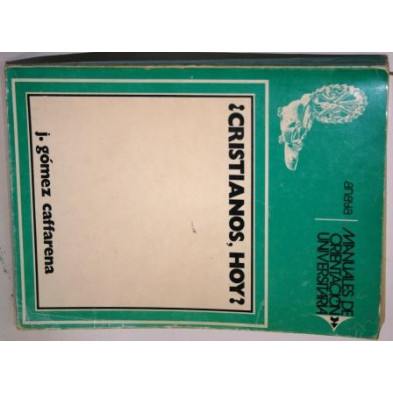 anaya
MANUALES DE
ORIENTACION
UNIVERSITARIA
¿CRISTIANOS, HOY?
j. gómez caffarena